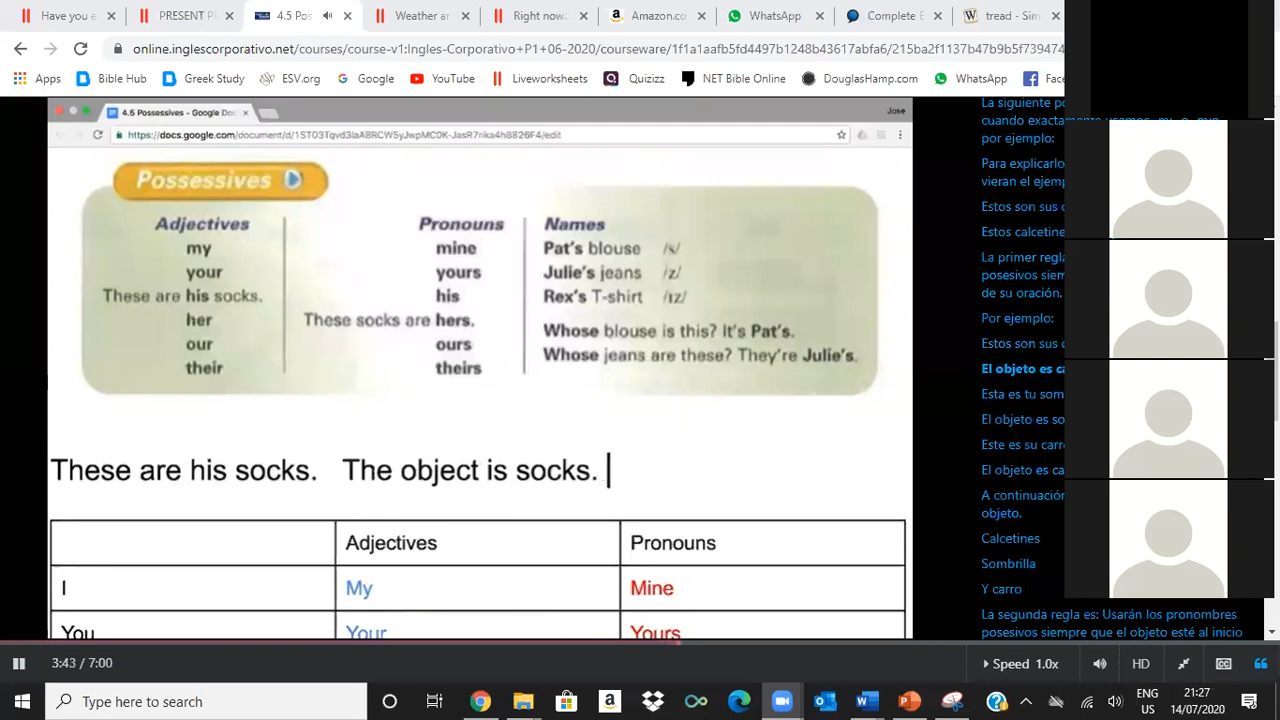 Have you e
PRESENT P
4.5 Pos
Weather ar
Right now...
Amazon.co
WhatsApp
Complete E
tread - Sim
online.inglescorporativo.net/courses/course-v1:Ingles-Corporativo+P1+06-2020/courseware/1f1a1aafb5fd4497b1248b43617abfa6/215ba2f1137b47b9b5f739474
Apps
Bible Hub
Greek Study
ESV.org
Google
YouTube
Liveworksheets
Quizizz
NET Bible Online
DouglasHamp.com
WhatsApp
Face
4.5 Possessives - Google Doc
Jose
Possessives
Adjectives Pronouns Names
my mine Pat's blouse /s/
your yours Julie's jeans /z/
These are his socks. his Rex's T-shirt /ɪz/
her These socks are hers.
our ours Whose blouse is this? It's Pat's.
their theirs Whose jeans are these? They're Julie's.
These are his socks. The object is socks.
Adjectives Pronouns
I My Mine
You Your Yours
La siguiente po
cuando exactamente usamos
por ejemplo:
Para explicarlo
vieran el ejemp
Estos son sus c
Estos calcetine
La primer regla
posesivos siem
de su oración.
Por ejemplo:
Estos son sus c
El objeto es ca
Esta es tu som
El objeto es so
Este es su carr
El objeto es ca
A continuación
objeto.
Calcetines
Sombrilla
Y carro
La segunda regla es: Usarán los pronombres
posesivos siempre que el objeto esté al inicio
3:43 / 7:00
Speed 1.0x
HD
Type here to search
ENG
US
21:27
14/07/2020